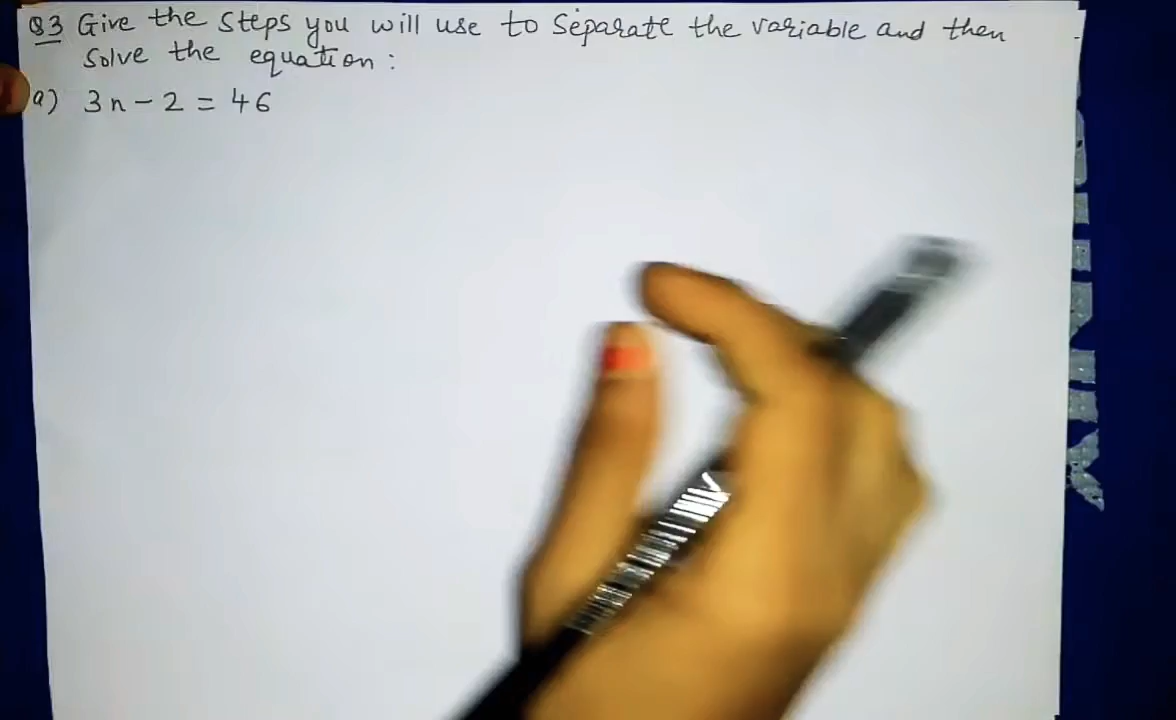 Q3 Give the steps you will use to separate the variable and then
solve the equation :
a) 3n - 2 = 46